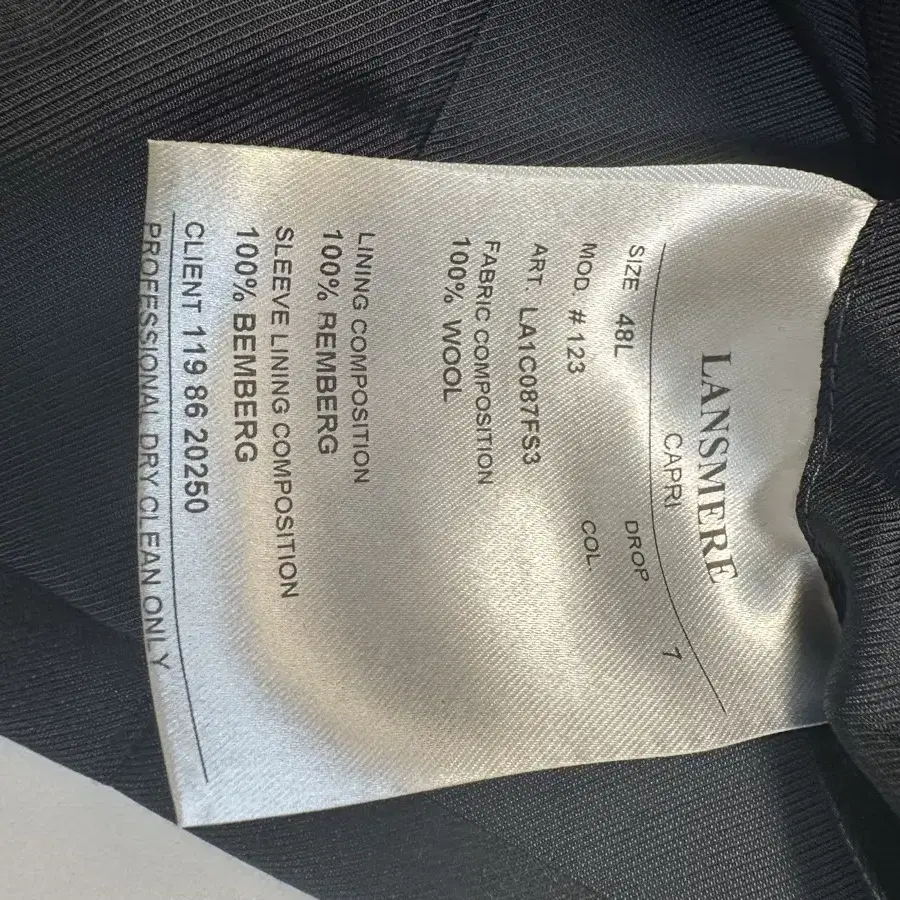 LANSMERE
CAPRI
SIZE 48L DROP 7
MOD. #123 COL.
ART. LA1C087FS3
FABRIC COMPOSITION
100% WOOL
LINING COMPOSITION
100% BEMBERG
SLEEVE LINING COMPOSITION
100% BEMBERG
CLIENT 119 86 20250
PROFESSIONAL DRY CLEAN ONLY